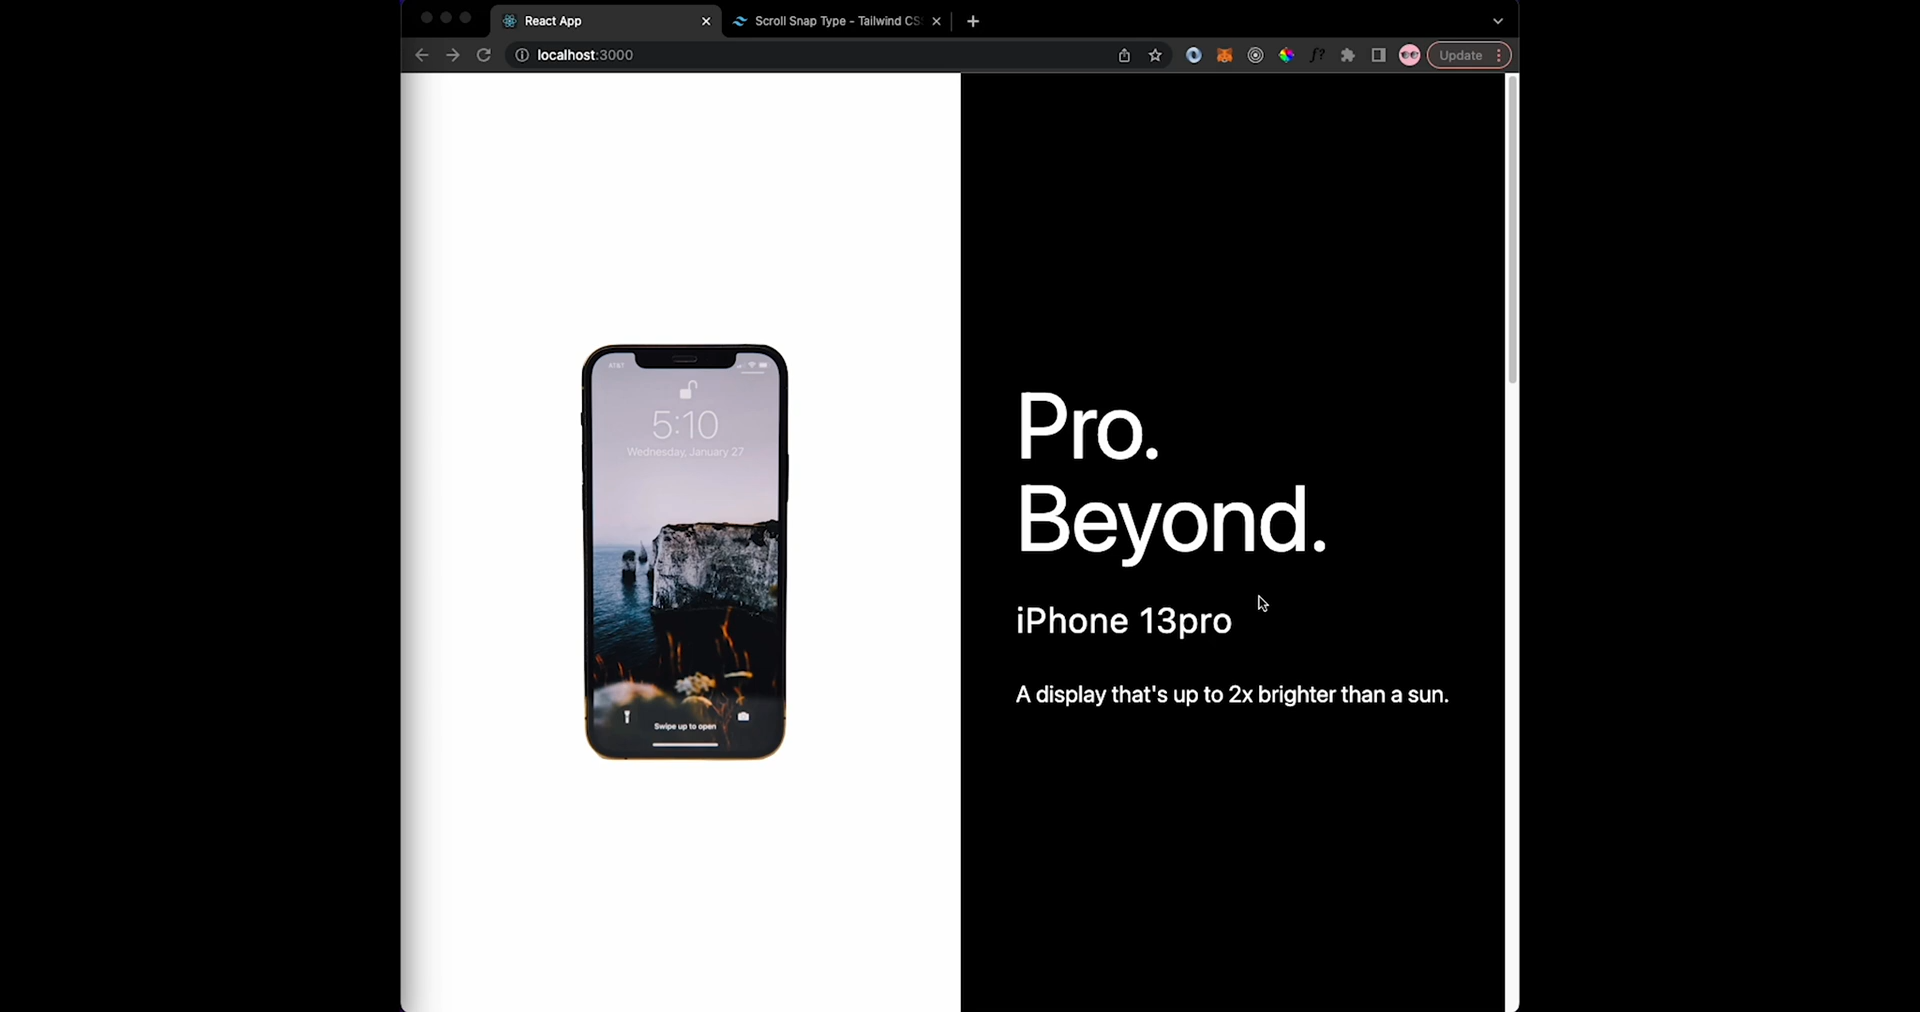 React App
Scroll Snap Type - Tailwind CS
localhost:3000
f?
Update
AT&T
5:10
Wednesday, January 27
Swipe up to open
Pro.
Beyond.
iPhone 13pro
A display that's up to 2x brighter than a sun.